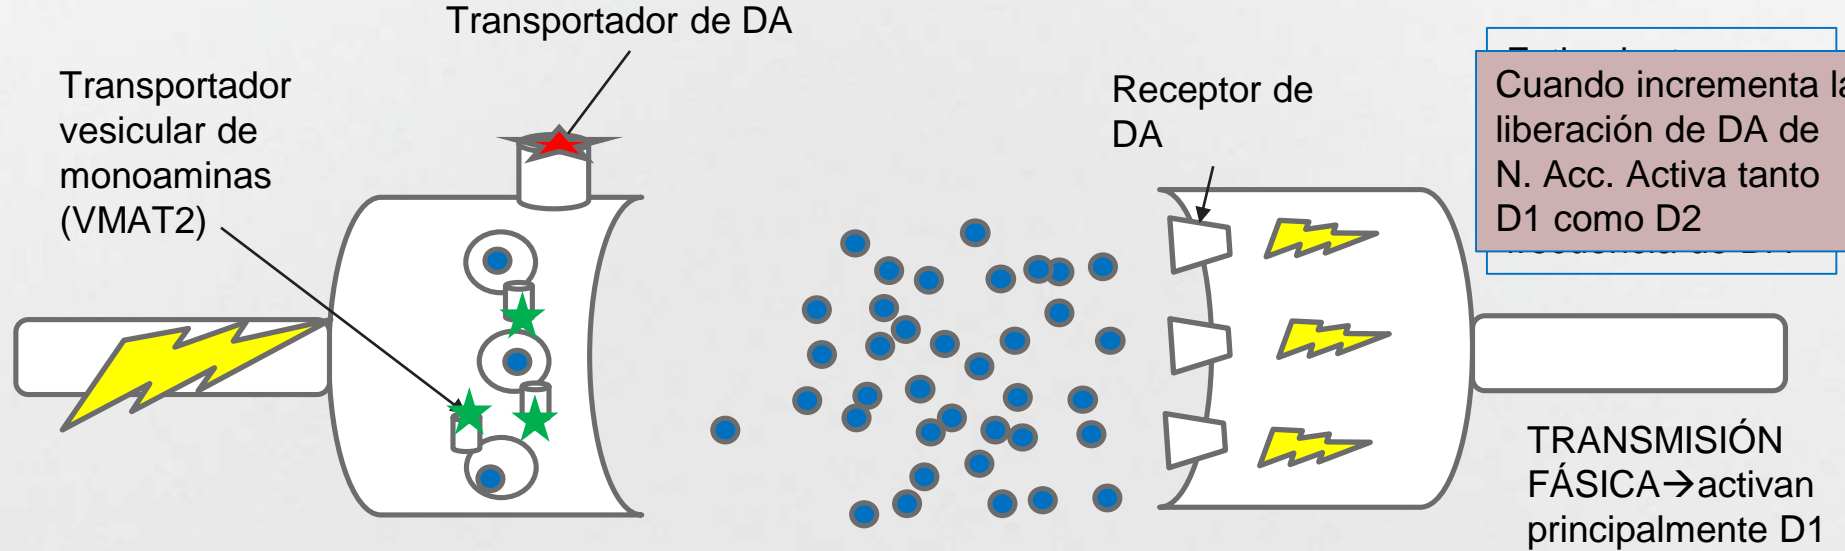 Transportador de DA
Transportador
vesicular de
monoaminas
(VMAT2)
Receptor de
DA
Cuando incrementa la
liberación de DA de
N. Acc. Activa tanto
D1 como D2
TRANSMISIÓN
FÁSICA→activan
principalmente D1